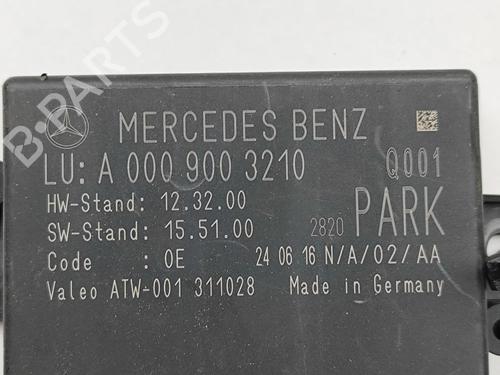 B-PARTS
MERCEDES BENZ
LU: A 000 900 3210 Q001
HW-Stand: 12.32.00
SW-Stand: 15.51.00 2820 PARK
Code : 0E 24 06 16 N/A/02/AA
Valeo ATW-001 311028 Made in Germany